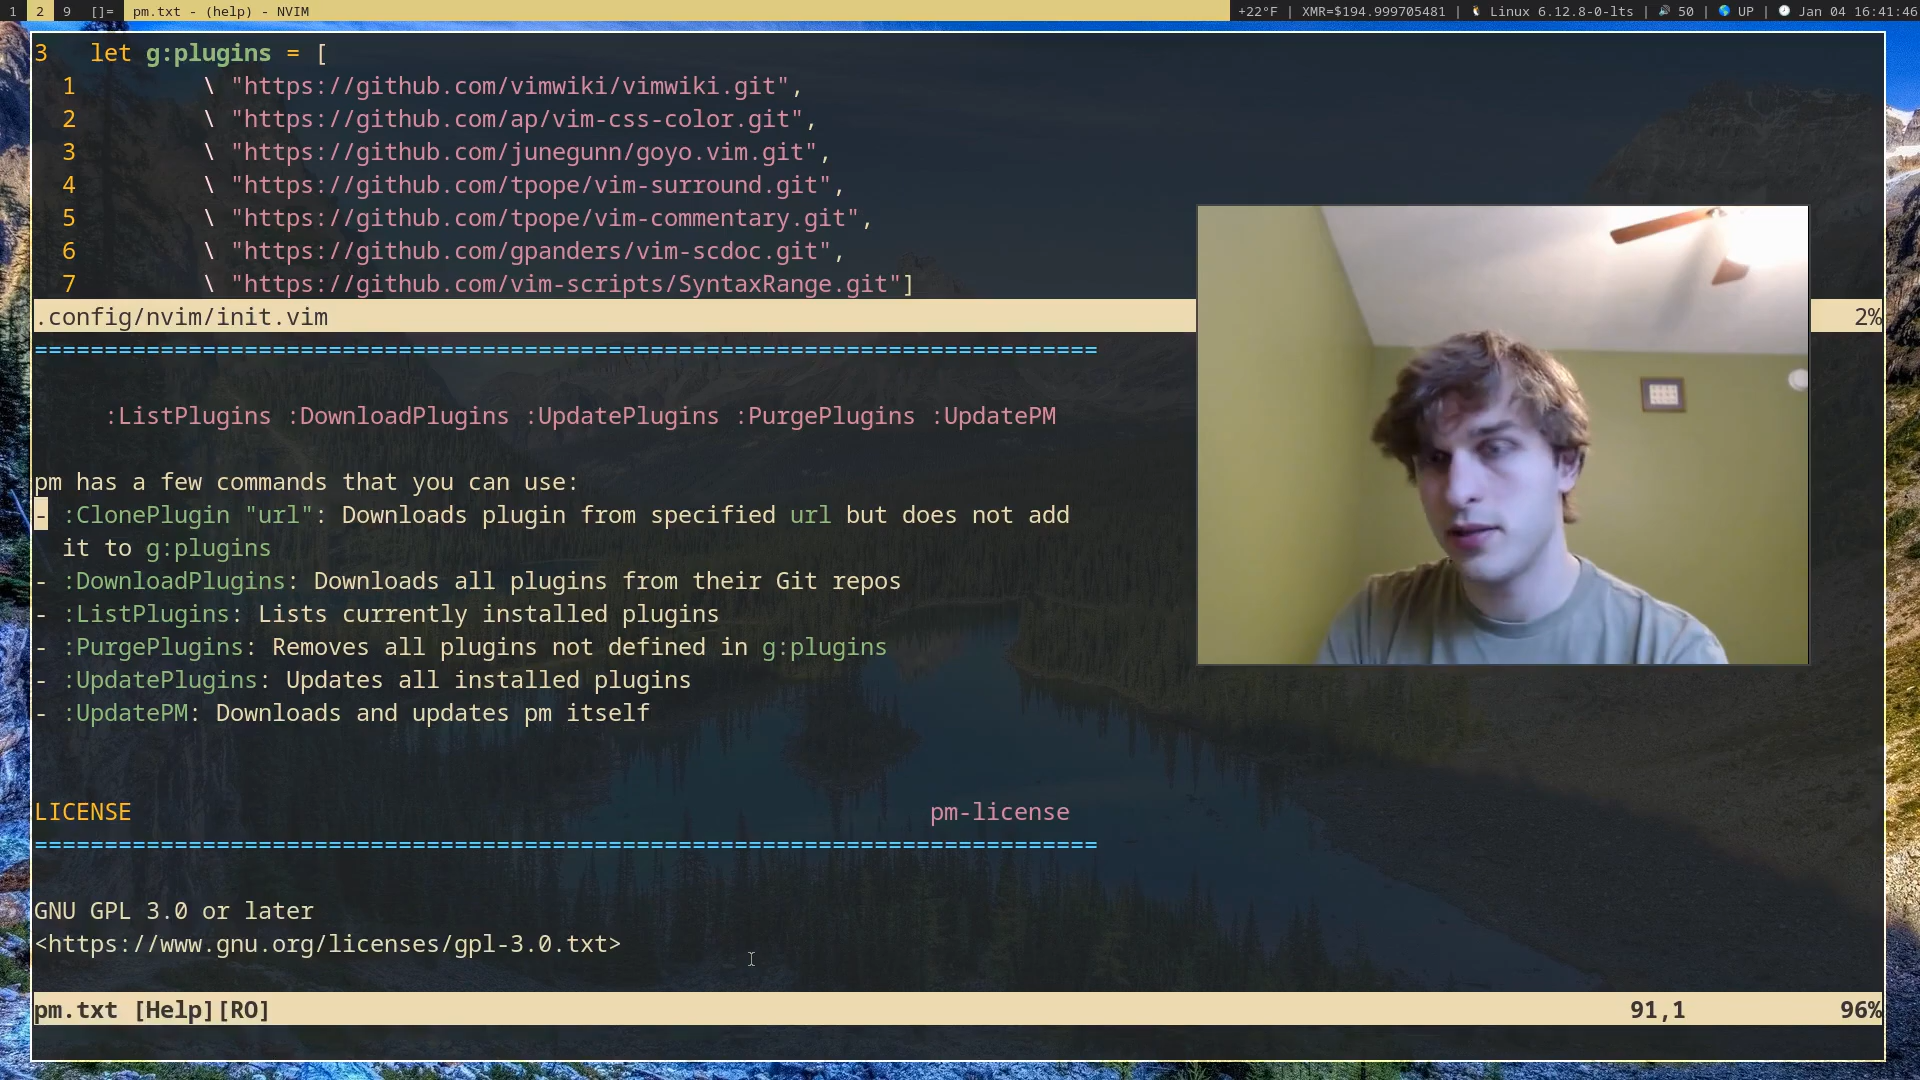 1 2 9 []= pm.txt - (help) - NVIM +22°F | XMR=$194.999705481 | Linux 6.12.8-0-lts | 50 | UP | Jan 04 16:41:46
3 let g:plugins = [
1 \ "https://github.com/vimwiki/vimwiki.git",
2 \ "https://github.com/ap/vim-css-color.git",
3 \ "https://github.com/junegunn/goyo.vim.git",
4 \ "https://github.com/tpope/vim-surround.git",
5 \ "https://github.com/tpope/vim-commentary.git",
6 \ "https://github.com/gpanders/vim-scdoc.git",
7 \ "https://github.com/vim-scripts/SyntaxRange.git"]
.config/nvim/init.vim 2%
============================================================================
:ListPlugins :DownloadPlugins :UpdatePlugins :PurgePlugins :UpdatePM
pm has a few commands that you can use:
- :ClonePlugin "url": Downloads plugin from specified url but does not add
it to g:plugins
- :DownloadPlugins: Downloads all plugins from their Git repos
- :ListPlugins: Lists currently installed plugins
- :PurgePlugins: Removes all plugins not defined in g:plugins
- :UpdatePlugins: Updates all installed plugins
- :UpdatePM: Downloads and updates pm itself
LICENSE pm-license
============================================================================
GNU GPL 3.0 or later
<https://www.gnu.org/licenses/gpl-3.0.txt>
pm.txt [Help][RO] 91,1 96%